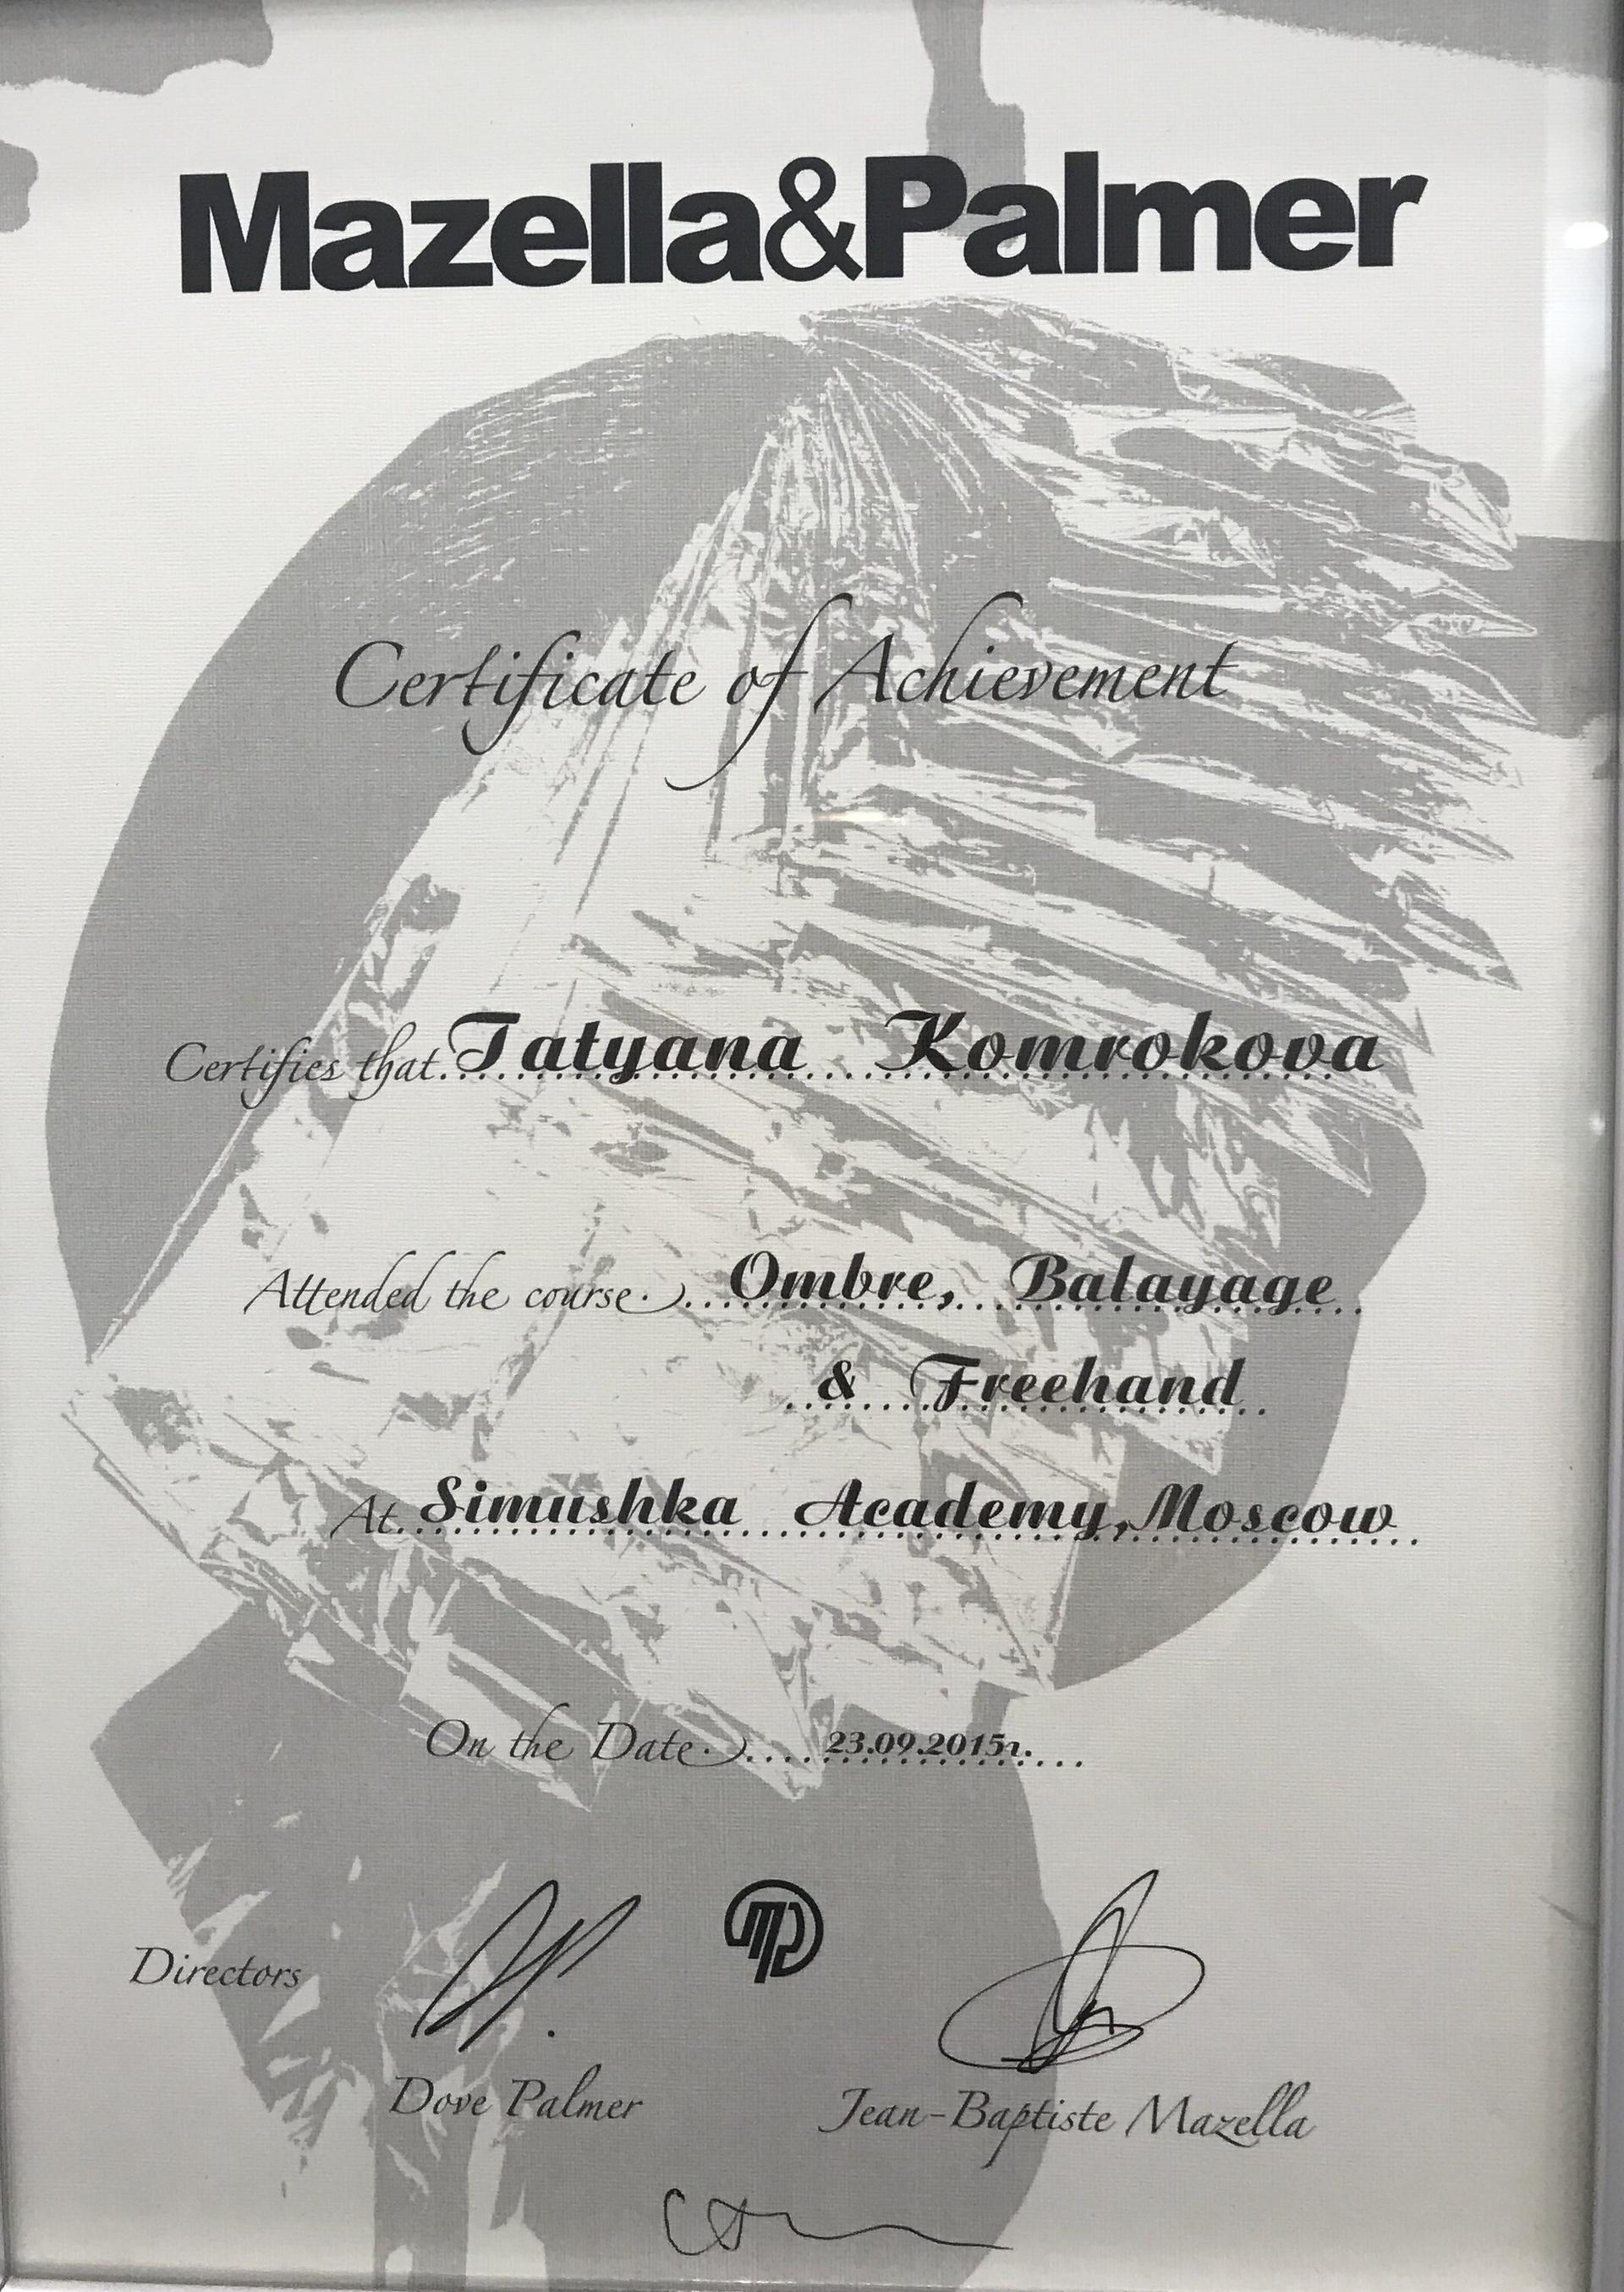 Mazella&Palmer
Certificate of Achievement
Certifies that Tatyana Komrokova
Attended the course Ombre, Balayage
& Freehand
At Simushka Academy, Moscow
On the Date 23.09.2015г.
Directors
Dove Palmer Jean-Baptiste Mazella